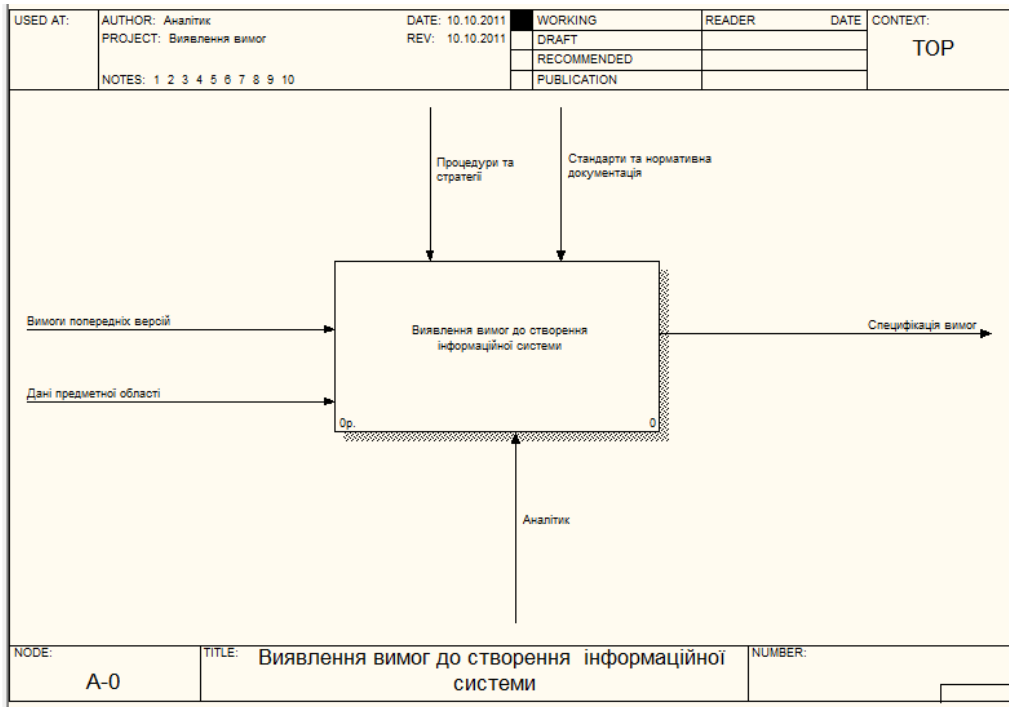 USED AT:
AUTHOR: Аналітик
DATE: 10.10.2011
WORKING
READER
DATE
CONTEXT:
PROJECT: Виявлення вимог
REV: 10.10.2011
DRAFT
TOP
RECOMMENDED
NOTES: 1 2 3 4 5 6 7 8 9 10
PUBLICATION
Процедури та
стратегії
Стандарти та нормативна
документація
Вимоги попередніх версій
Виявлення вимог до створення
інформаційної системи
Специфікація вимог
Дані предметної області
0р.
0
Аналітик
NODE:
A-0
TITLE:
Виявлення вимог до створення інформаційної
системи
NUMBER: